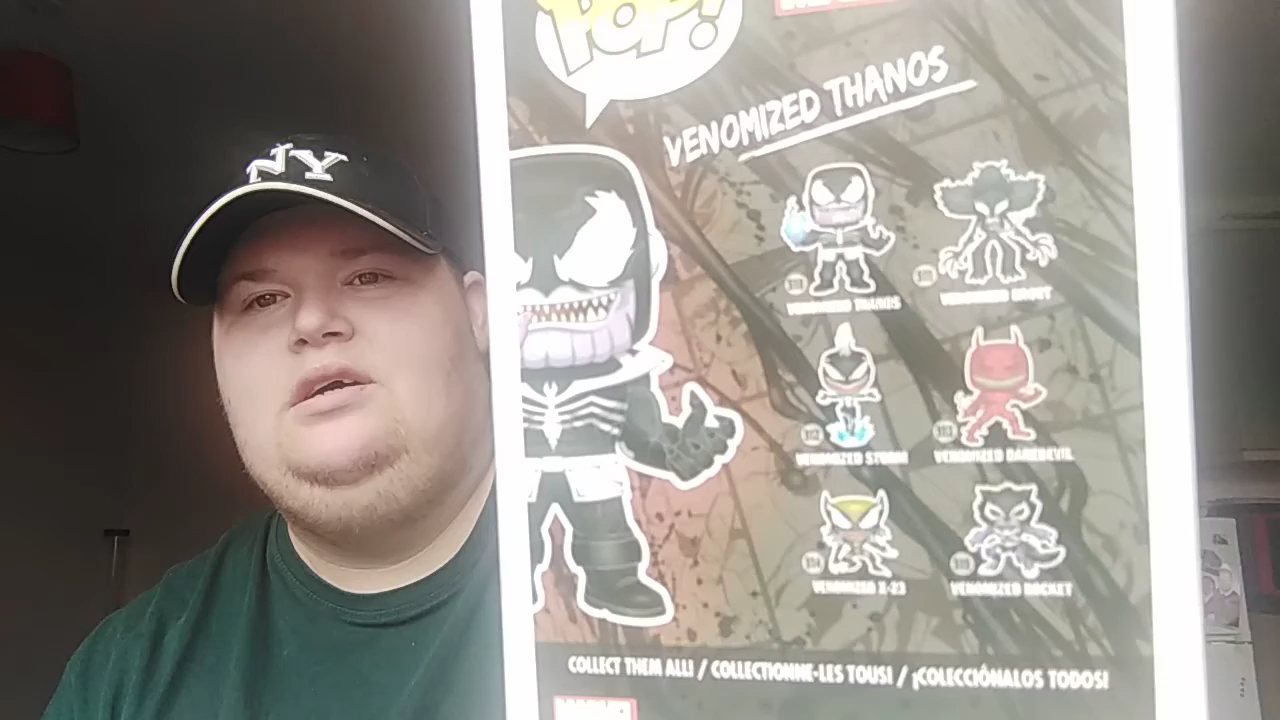 POP!
NY
VENOMIZED THANOS
VENOMIZED THANOS
VENOMIZED GROOT
VENOMIZED STORM
VENOMIZED DAREDEVIL
VENOMIZED X-23
VENOMIZED ROCKET
COLLECT THEM ALL! / COLLECTIONNE-LES TOUS! / ¡COLECCIÓNALOS TODOS!
MARVEL